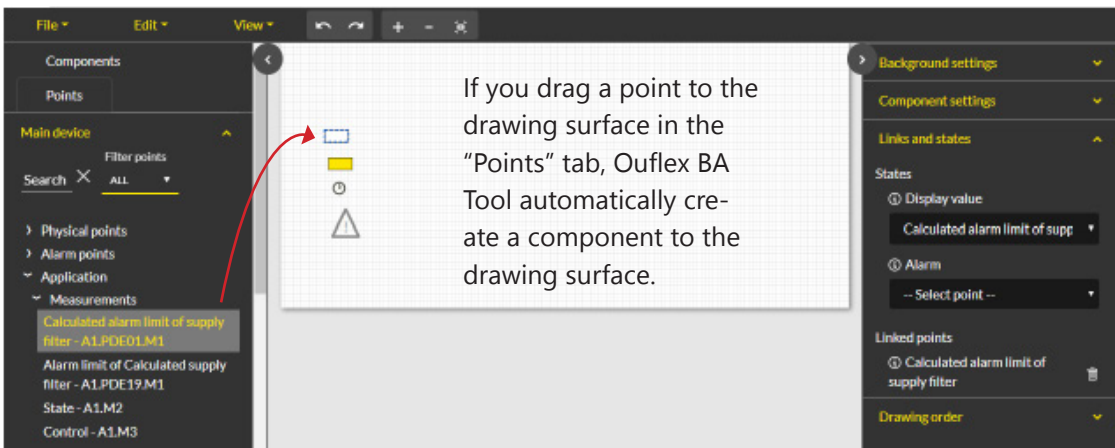 File Edit View
Components
Points
Main device
Filter points
Search ALL
Physical points
Alarm points
Application
Measurements
Calculated alarm limit of supply
filter - A1.PDE01.M1
Alarm limit of Calculated supply
filter - A1.PDE19.M1
State - A1.M2
Control - A1.M3
If you drag a point to the
drawing surface in the
“Points” tab, Ouflex BA
Tool automatically cre-
ate a component to the
drawing surface.
Background settings
Component settings
Links and states
States
Display value
Calculated alarm limit of supp
Alarm
-- Select point --
Linked points
Calculated alarm limit of
supply filter
Drawing order